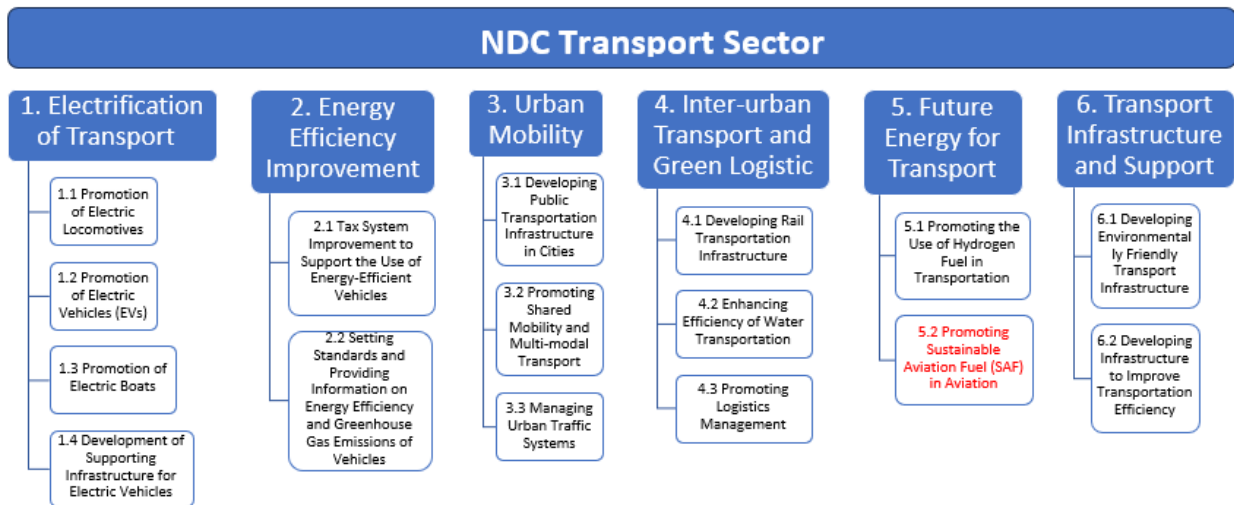 NDC Transport Sector
1. Electrification
of Transport
1.1 Promotion
of Electric
Locomotives
1.2 Promotion
of Electric
Vehicles (EVs)
1.3 Promotion of
Electric Boats
1.4 Development of
Supporting
Infrastructure for
Electric Vehicles
2. Energy
Efficiency
Improvement
2.1 Tax System
Improvement to
Support the Use of
Energy-Efficient
Vehicles
2.2 Setting
Standards and
Providing
Information on
Energy Efficiency
and Greenhouse
Gas Emissions of
Vehicles
3. Urban
Mobility
3.1 Developing
Public
Transportation
Infrastructure
in Cities
3.2 Promoting
Shared
Mobility and
Multi-modal
Transport
3.3 Managing
Urban Traffic
Systems
4. Inter-urban
Transport and
Green Logistic
4.1 Developing Rail
Transportation
Infrastructure
4.2 Enhancing
Efficiency of Water
Transportation
4.3 Promoting
Logistics
Management
5. Future
Energy for
Transport
5.1 Promoting the
Use of Hydrogen
Fuel in
Transportation
5.2 Promoting
Sustainable
Aviation Fuel (SAF)
in Aviation
6. Transport
Infrastructure
and Support
6.1 Developing
Environmental
ly Friendly
Transport
Infrastructure
6.2 Developing
Infrastructure
to Improve
Transportation
Efficiency